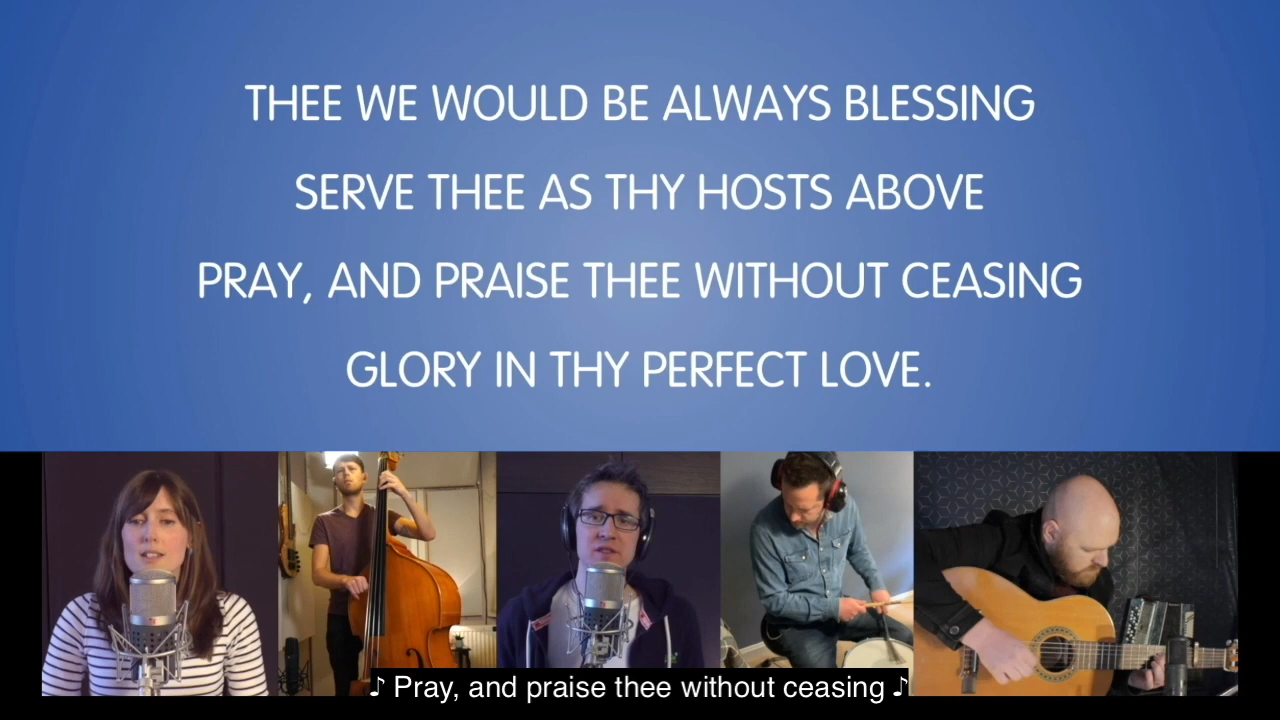 THEE WE WOULD BE ALWAYS BLESSING
SERVE THEE AS THY HOSTS ABOVE
PRAY, AND PRAISE THEE WITHOUT CEASING
GLORY IN THY PERFECT LOVE.
♪ Pray, and praise thee without ceasing ♪